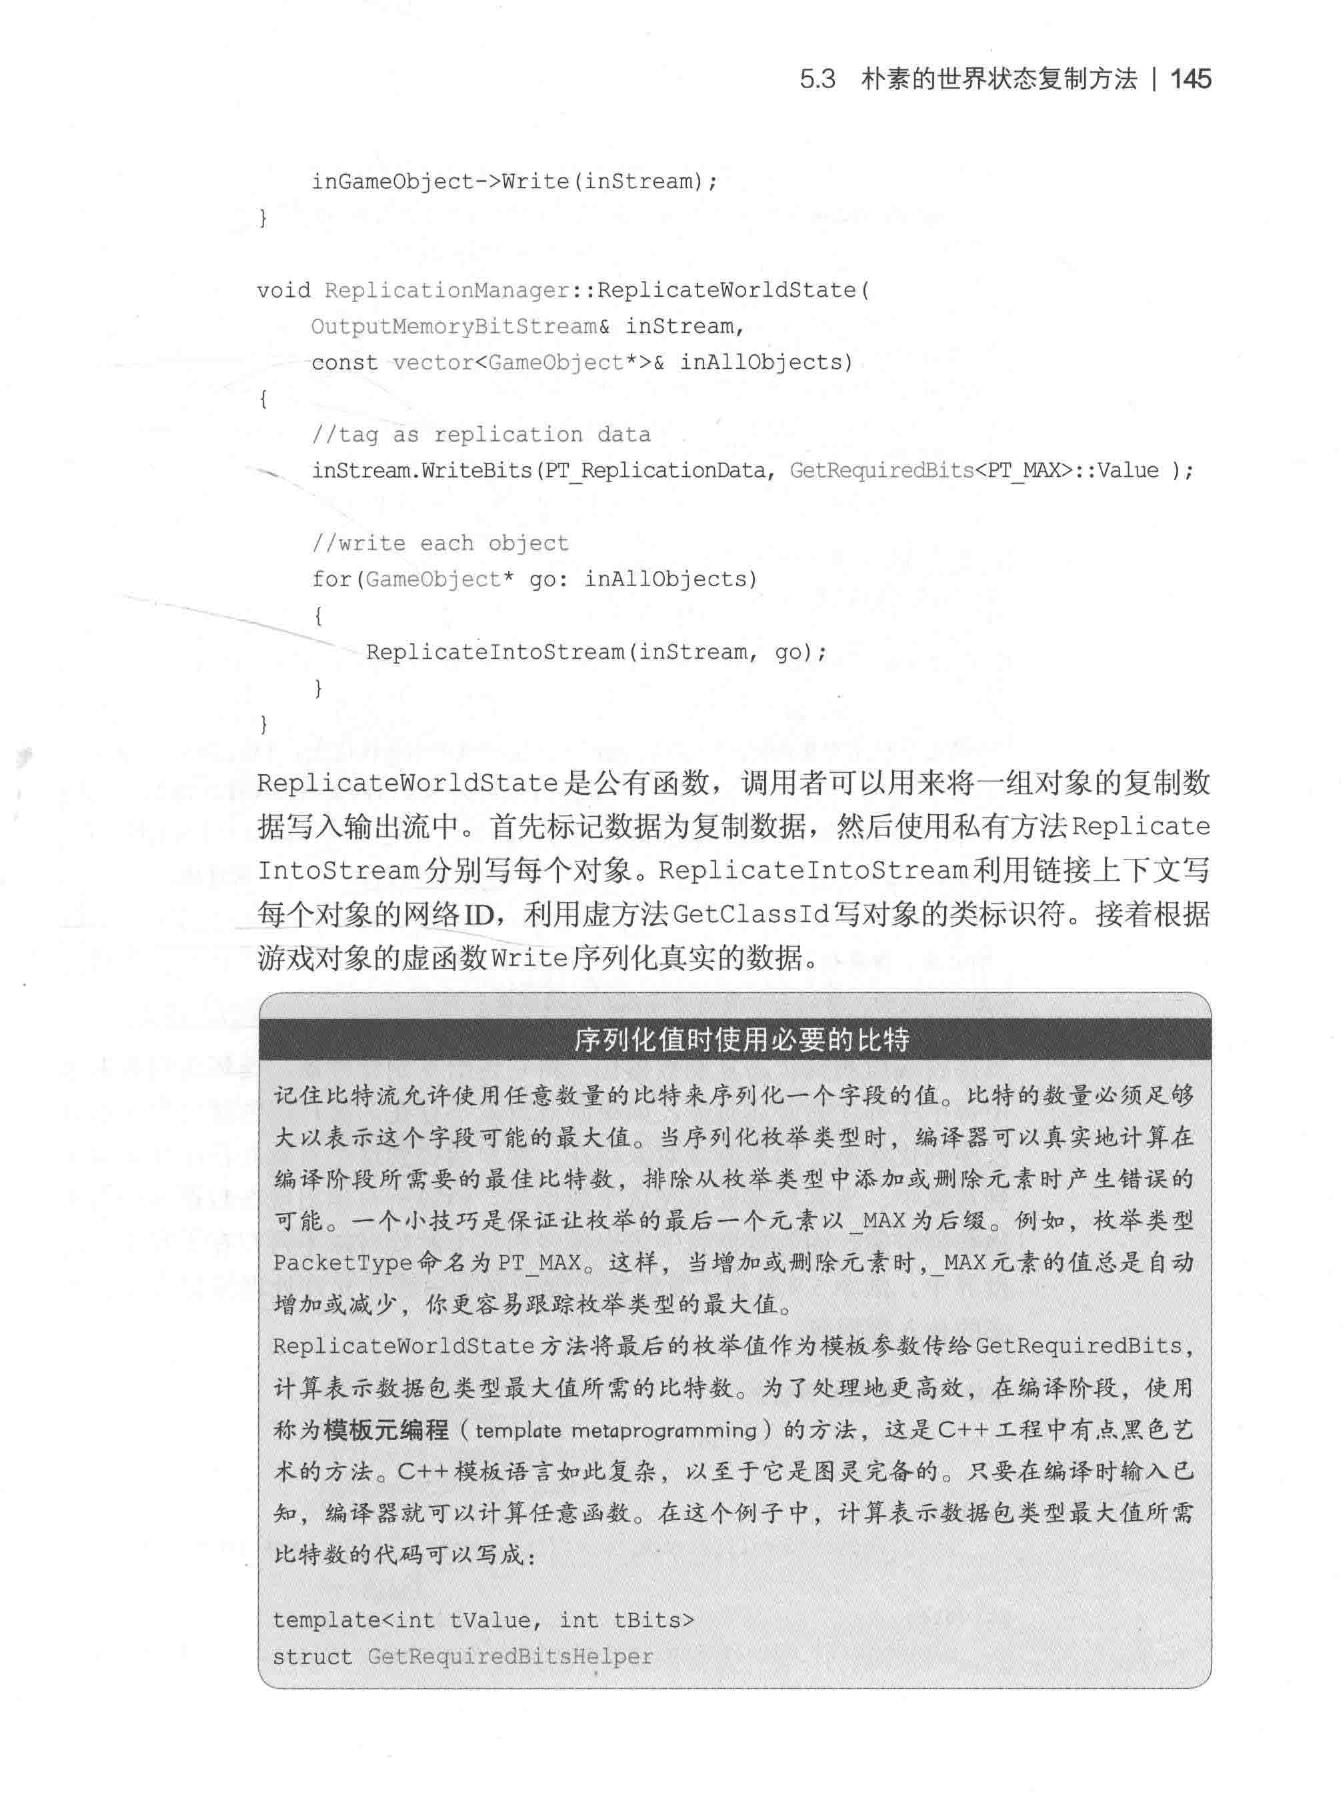 5.3 朴素的世界状态复制方法 | 145
inGameObject->Write(inStream);
}
void ReplicationManager::ReplicateWorldState(
OutputMemoryBitStream& inStream,
const vector<GameObject*>& inAllObjects)
{
//tag as replication data
inStream.WriteBits(PT_ReplicationData, GetRequiredBits<PT_MAX>::Value );
//write each object
for(GameObject* go: inAllObjects)
{
ReplicateIntoStream(inStream, go);
}
}
ReplicateWorldState是公有函数，调用者可以用来将一组对象的复制数
据写入输出流中。首先标记数据为复制数据，然后使用私有方法Replicate
IntoStream分别写每个对象。ReplicateIntoStream利用链接上下文写
每个对象的网络ID，利用虚方法GetClassId写对象的类标识符。接着根据
游戏对象的虚函数Write序列化真实的数据。
序列化值时使用必要的比特
记住比特流允许使用任意数量的比特来序列化一个字段的值。比特的数量必须足够
大以表示这个字段可能的最大值。当序列化枚举类型时，编译器可以真实地计算在
编译阶段所需要的最佳比特数，排除从枚举类型中添加或删除元素时产生错误的
可能。一个小技巧是保证让枚举的最后一个元素以_MAX为后缀。例如，枚举类型
PacketType命名为PT_MAX。这样，当增加或删除元素时，_MAX元素的值总是自动
增加或减少，你更容易跟踪枚举类型的最大值。
ReplicateWorldState方法将最后的枚举值作为模板参数传给GetRequiredBits，
计算表示数据包类型最大值所需的比特数。为了处理地更高效，在编译阶段，使用
称为模板元编程（template metaprogramming）的方法，这是C++工程中有点黑色艺
术的方法。C++模板语言如此复杂，以至于它是图灵完备的。只要在编译时输入已
知，编译器就可以计算任意函数。在这个例子中，计算表示数据包类型最大值所需
比特数的代码可以写成：
template<int tValue, int tBits>
struct GetRequiredBitsHelper